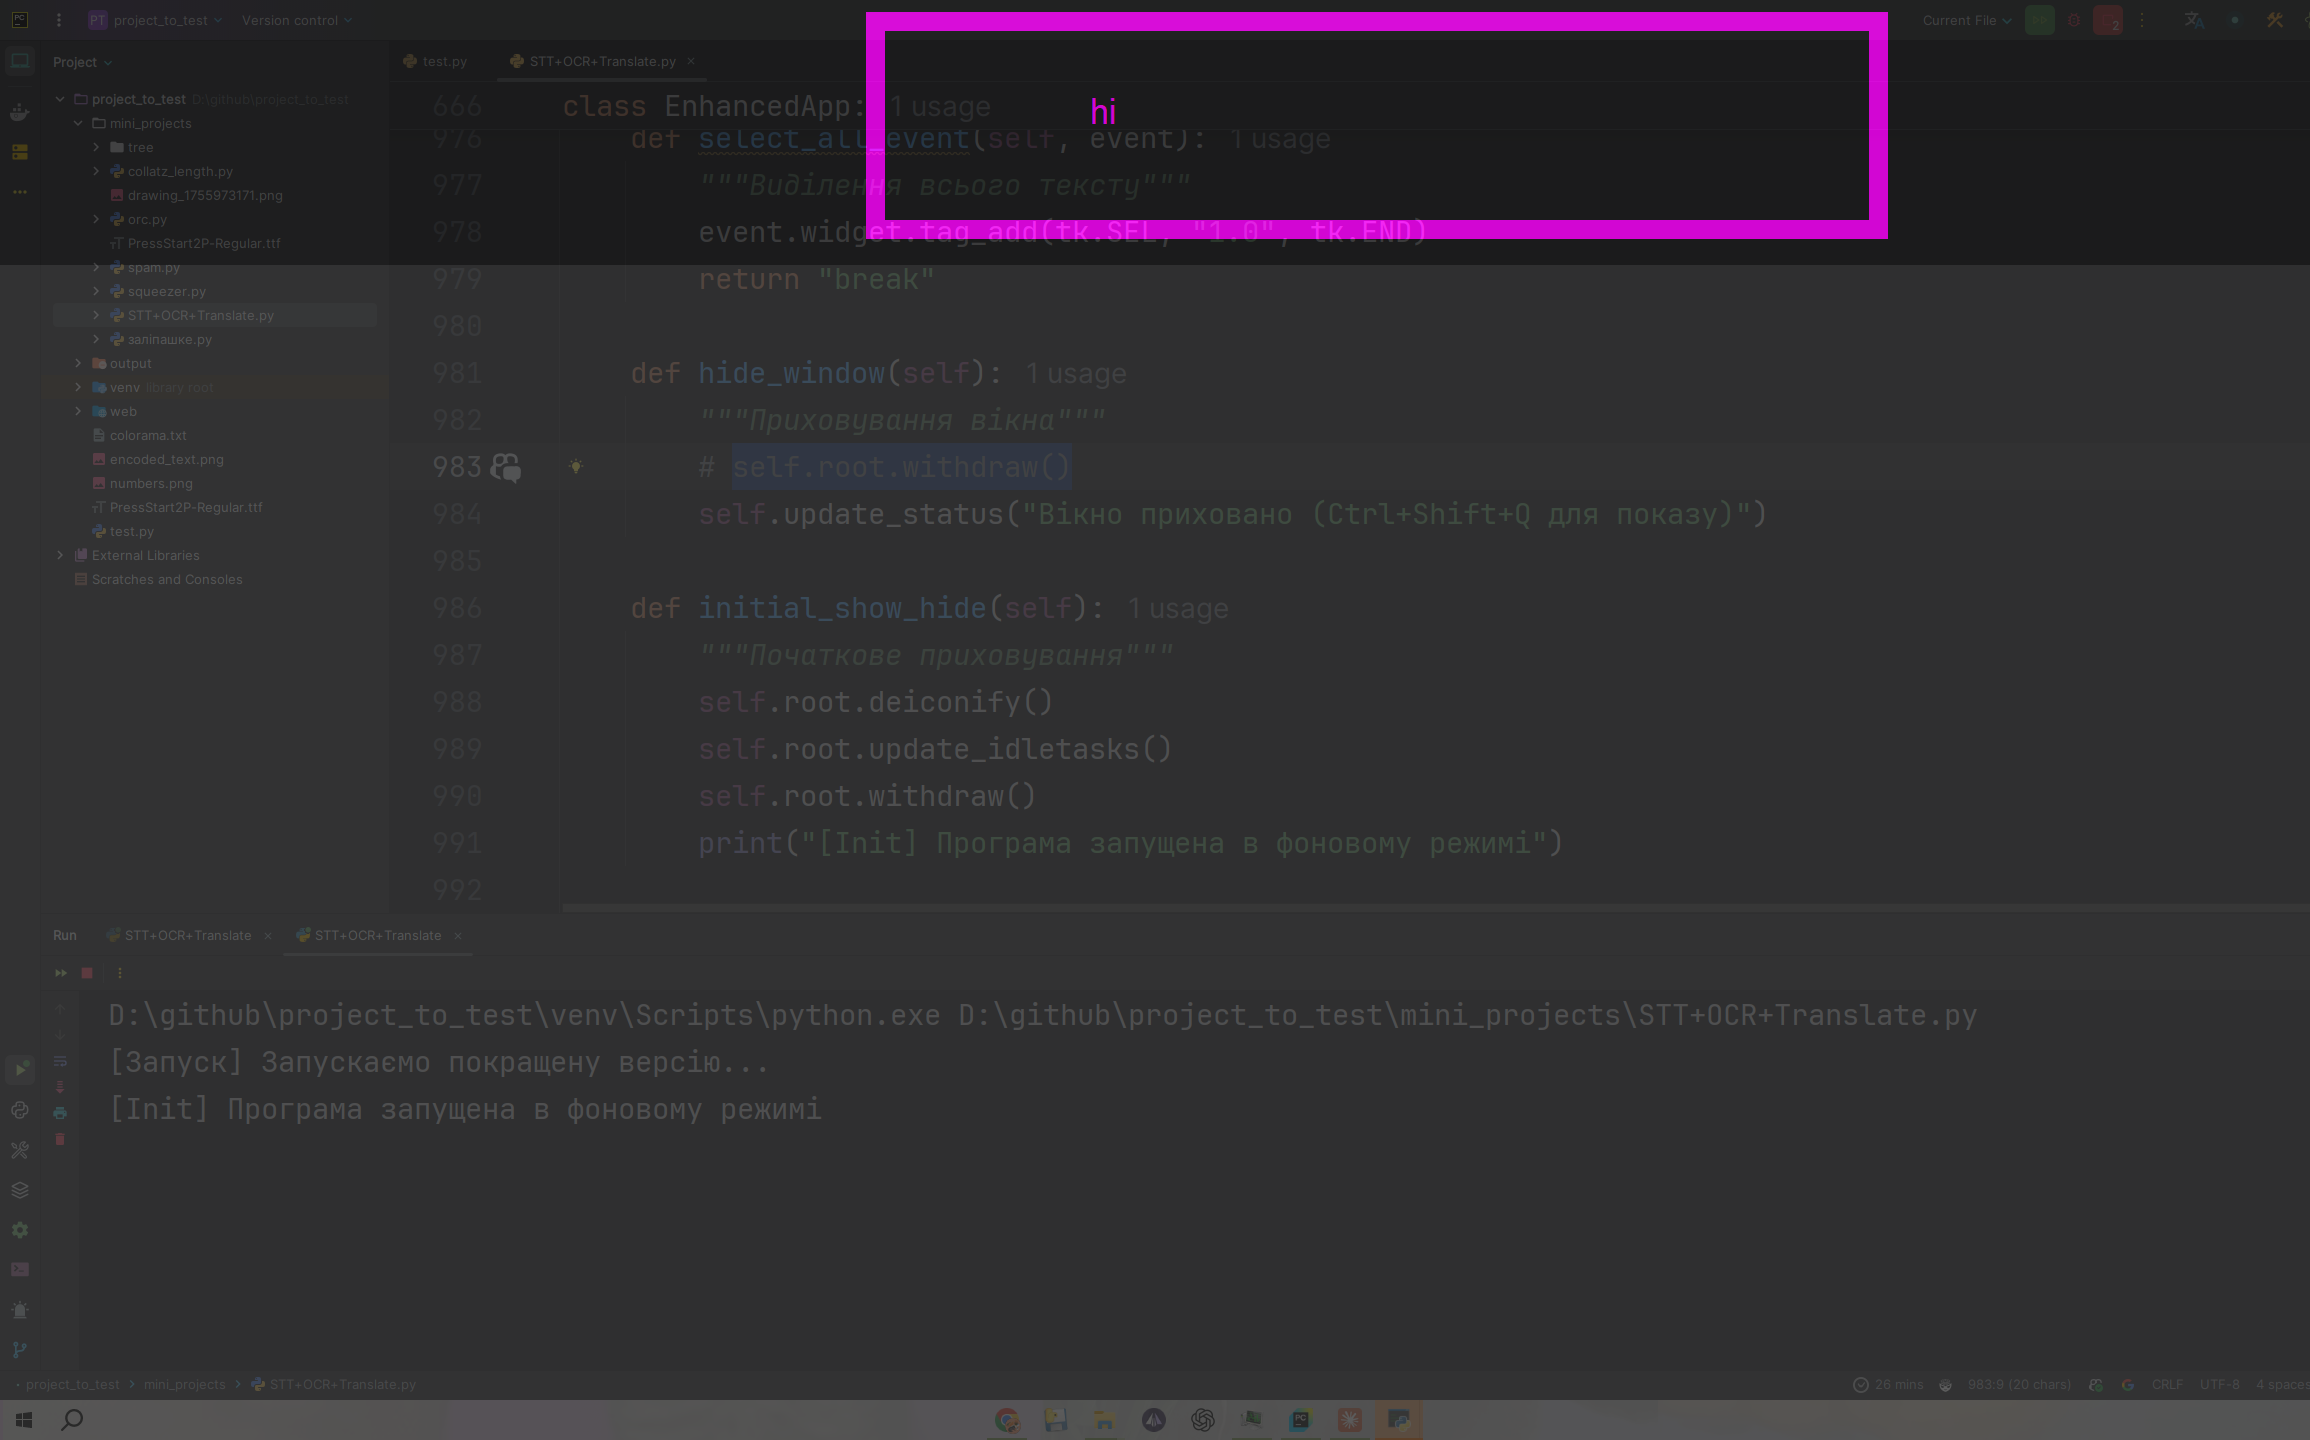 PT project_to_test Version control Current File 2
Project
test.py STT+OCR+Translate.py
project_to_test D:\github\project_to_test
mini_projects
tree
collatz_length.py
drawing_1755973171.png
orc.py
PressStart2P-Regular.ttf
spam.py
squeezer.py
STT+OCR+Translate.py
заліпашке.py
output
venv library root
web
colorama.txt
encoded_text.png
numbers.png
PressStart2P-Regular.ttf
test.py
External Libraries
Scratches and Consoles
hi
666 class EnhancedApp: 1 usage
976 def select_all_event(self, event): 1 usage
977 """Виділення всього тексту"""
978 event.widget.tag_add(tk.SEL, "1.0", tk.END)
979 return "break"
980
981 def hide_window(self): 1 usage
982 """Приховування вікна"""
983 # self.root.withdraw()
984 self.update_status("Вікно приховано (Ctrl+Shift+Q для показу)")
985
986 def initial_show_hide(self): 1 usage
987 """Початкове приховування"""
988 self.root.deiconify()
989 self.root.update_idletasks()
990 self.root.withdraw()
991 print("[Init] Програма запущена в фоновому режимі")
992
Run STT+OCR+Translate STT+OCR+Translate
D:\github\project_to_test\venv\Scripts\python.exe D:\github\project_to_test\mini_projects\STT+OCR+Translate.py
[Запуск] Запускаємо покращену версію...
[Init] Програма запущена в фоновому режимі
project_to_test mini_projects STT+OCR+Translate.py 26 mins 983:9 (20 chars) CRLF UTF-8 4 spaces